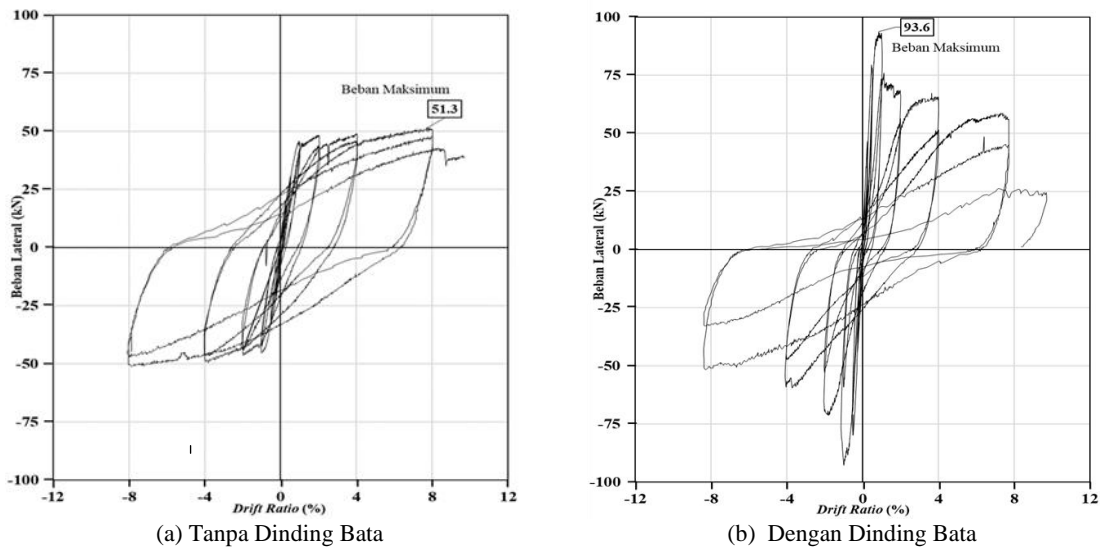 100
75
50
25
0
-25
-50
-75
-100
Beban Lateral (kN)
Beban Maksimum
51.3
-12 -8 -4 0 4 8 12
Drift Ratio (%)
(a) Tanpa Dinding Bata
100
75
50
25
0
-25
-50
-75
-100
Beban Lateral (kN)
93.6
Beban Maksimum
-12 -8 -4 0 4 8 12
Drift Ratio (%)
(b) Dengan Dinding Bata